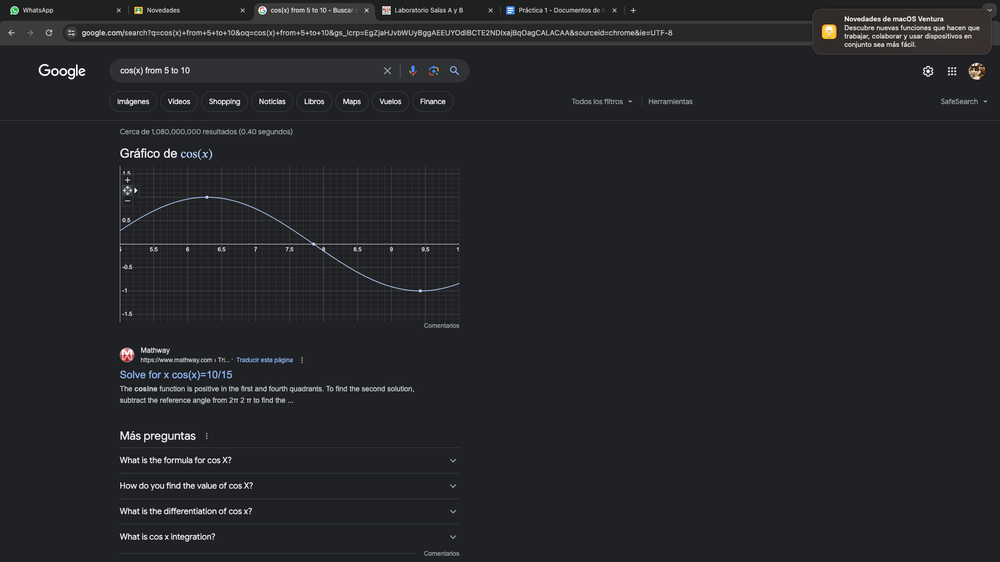 WhatsApp
Novedades
cos(x) from 5 to 10 - Buscar
Laboratorio Salas A y B
Práctica 1 - Documentos de G
Novedades de macOS Ventura
Descubre nuevas funciones que hacen que
trabajar, colaborar y usar dispositivos en
conjunto sea más fácil.
google.com/search?q=cos(x)+from+5+to+10&oq=cos(x)+from+5+to+10&gs_lcrp=EgZjaHJvbWUyBggAEEUYOdIBCTE2NDIxajBqOagCALACAA&sourceid=chrome&ie=UTF-8
Google
cos(x) from 5 to 10
Imágenes
Vídeos
Shopping
Noticias
Libros
Maps
Vuelos
Finance
Todos los filtros
Herramientas
SafeSearch
Cerca de 1,080,000,000 resultados (0.40 segundos)
Gráfico de cos(x)
1.5
0.5
5 5.5 6 6.5 7 7.5 8 8.5 9 9.5 1
-0.5
-1
-1.5
Comentarios
Mathway
https://www.mathway.com › Tri... · Traducir esta página
Solve for x cos(x)=10/15
The cosine function is positive in the first and fourth quadrants. To find the second solution,
subtract the reference angle from 2π 2 π to find the ...
Más preguntas
What is the formula for cos X?
How do you find the value of cos X?
What is the differentiation of cos x?
What is cos x integration?
Comentarios